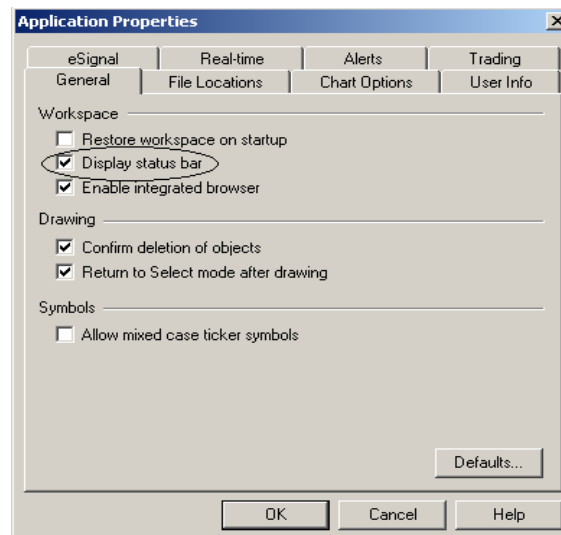 Application Properties
eSignal Real-time Alerts Trading
General File Locations Chart Options User Info
Workspace
Restore workspace on startup
Display status bar
Enable integrated browser
Drawing
Confirm deletion of objects
Return to Select mode after drawing
Symbols
Allow mixed case ticker symbols
Defaults...
OK Cancel Help